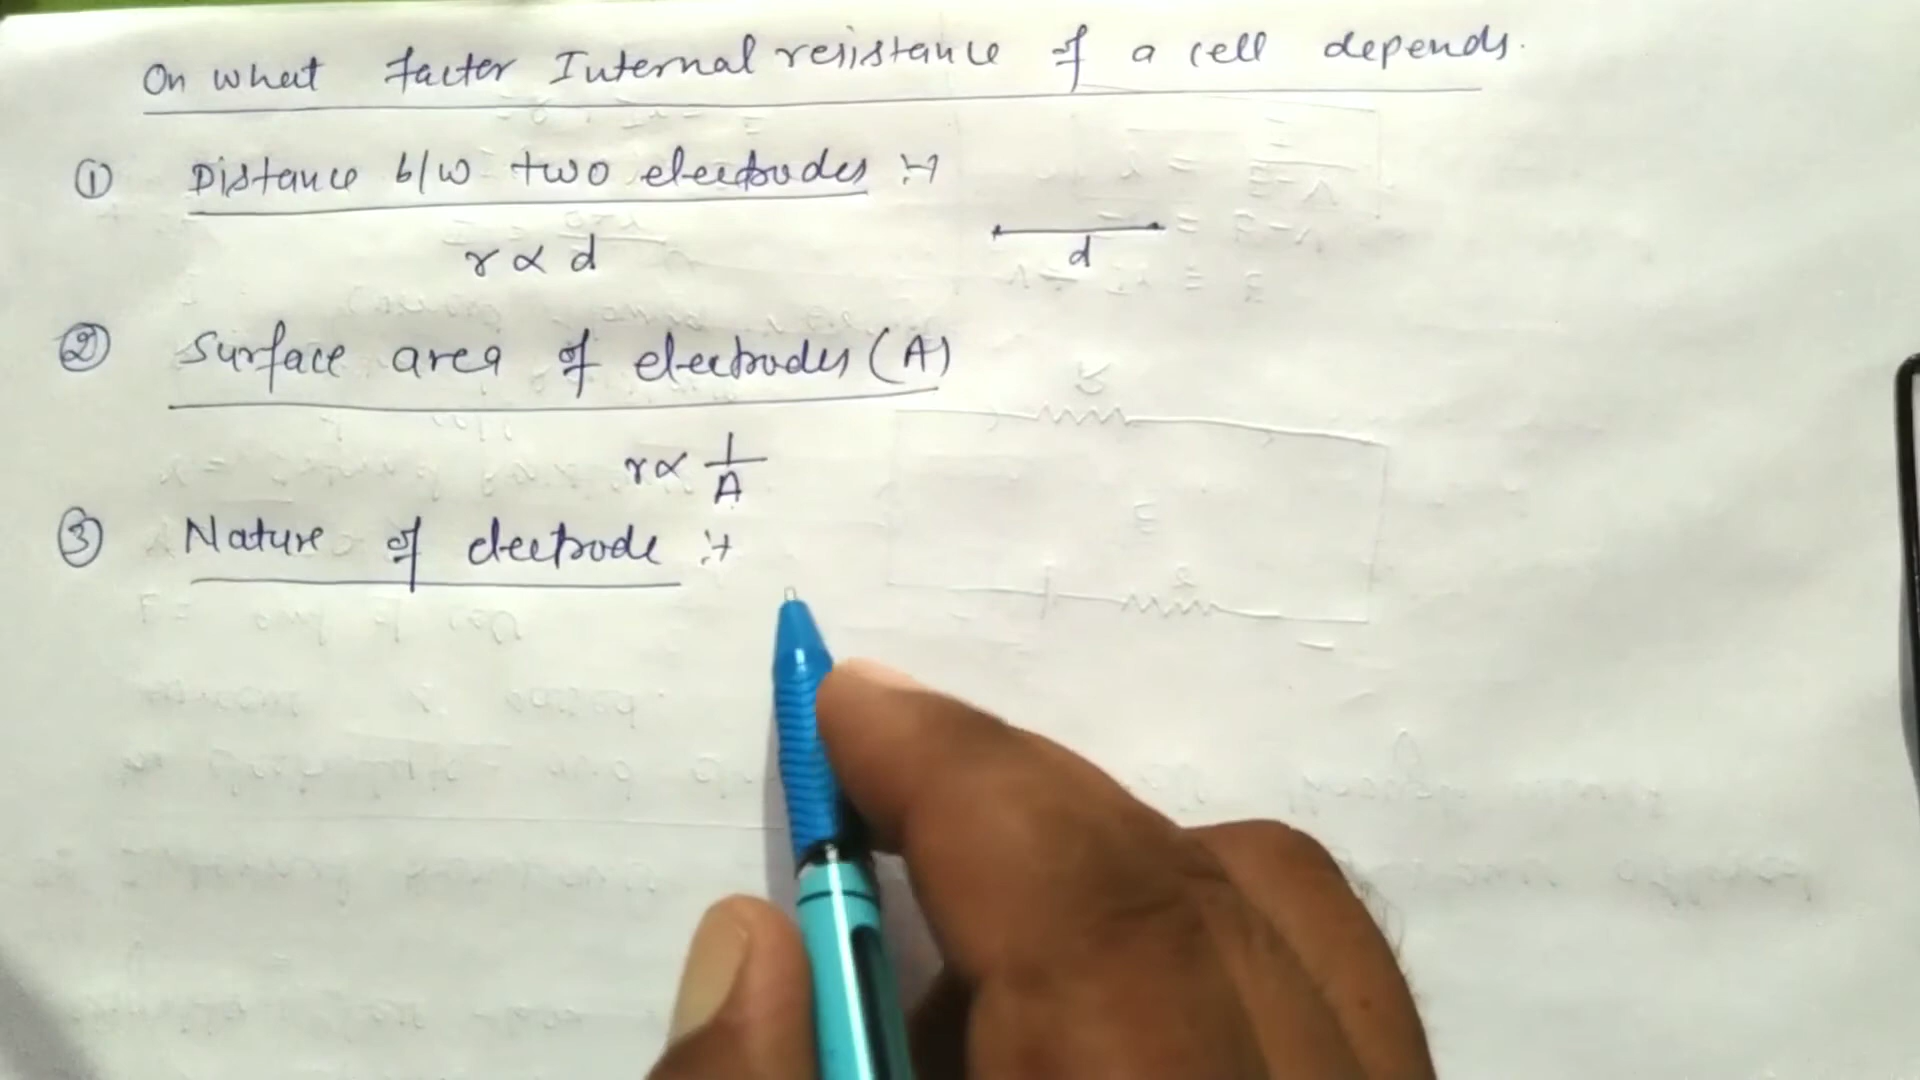 On what factor Internal resistance of a cell depends.
① Distance b/w two electrodes :-
r ∝ d
d
② Surface area of electrodes (A)
r ∝ 1/A
③ Nature of electrode :-